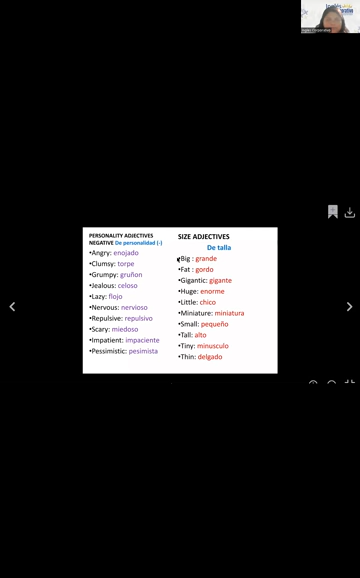 PERSONALITY ADJECTIVES
NEGATIVE De personalidad (-)
•Angry: enojado
•Clumsy: torpe
•Grumpy: gruñon
•Jealous: celoso
•Lazy: flojo
•Nervous: nervioso
•Repulsive: repulsivo
•Scary: miedoso
•Impatient: impaciente
•Pessimistic: pesimista
SIZE ADJECTIVES
De talla
•Big : grande
•Fat : gordo
•Gigantic: gigante
•Huge: enorme
•Little: chico
•Miniature: miniatura
•Small: pequeño
•Tall: alto
•Tiny: minusculo
•Thin: delgado